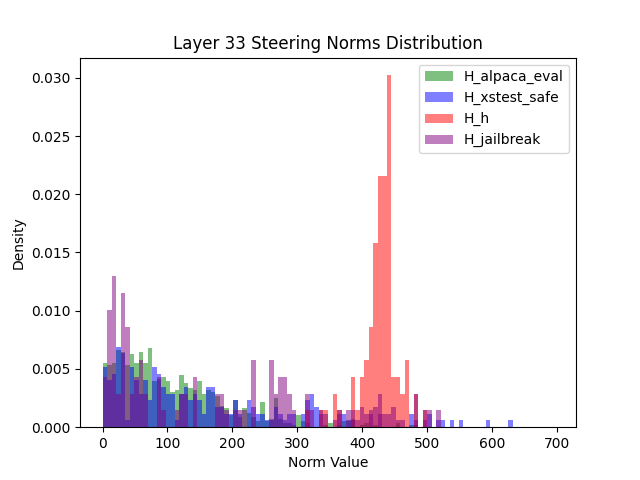 Layer 33 Steering Norms Distribution
H_alpaca_eval
H_xstest_safe
H_h
H_jailbreak
Density
0.030
0.025
0.020
0.015
0.010
0.005
0.000
0 100 200 300 400 500 600 700
Norm Value